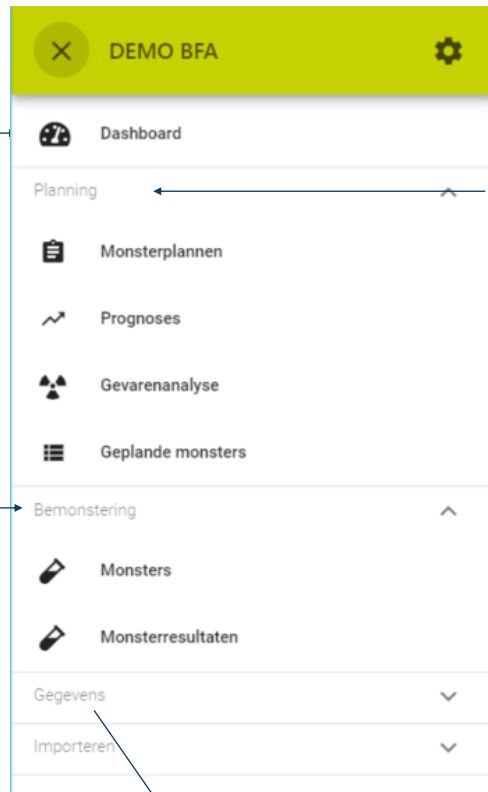 DEMO BFA
Dashboard
Planning
Monsterplannen
Prognoses
Gevarenanalyse
Geplande monsters
Bemonstering
Monsters
Monsterresultaten
Gegevens
Importeren